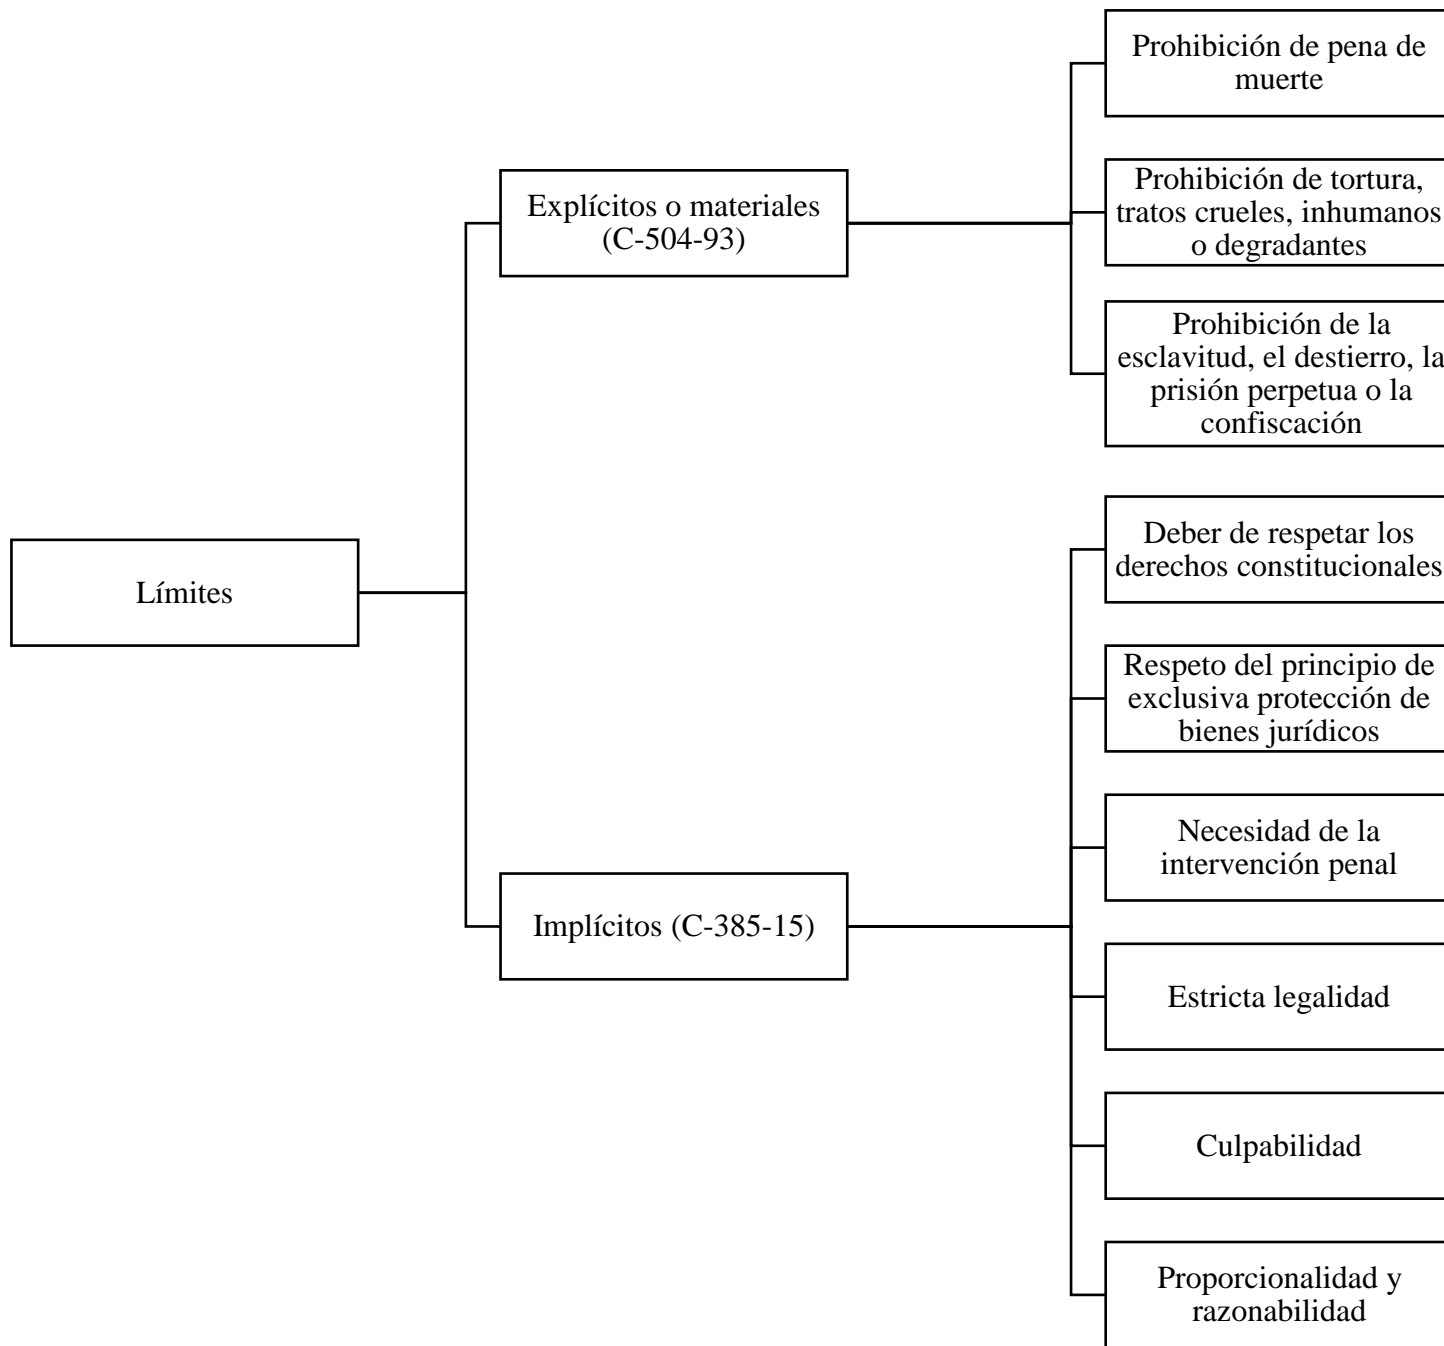 Límites
Explícitos o materiales
(C-504-93)
Prohibición de pena de
muerte
Prohibición de tortura,
tratos crueles, inhumanos
o degradantes
Prohibición de la
esclavitud, el destierro, la
prisión perpetua o la
confiscación
Implícitos (C-385-15)
Deber de respetar los
derechos constitucionales
Respeto del principio de
exclusiva protección de
bienes jurídicos
Necesidad de la
intervención penal
Estricta legalidad
Culpabilidad
Proporcionalidad y
razonabilidad